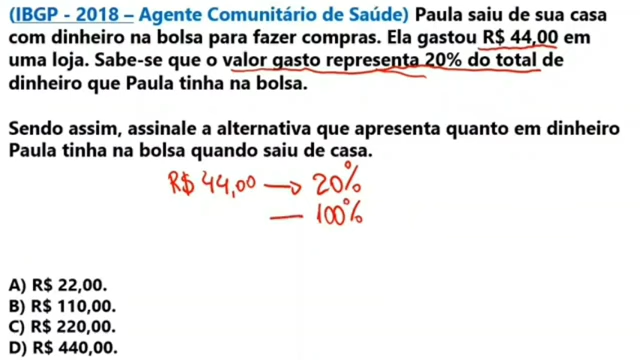 (IBGP - 2018 – Agente Comunitário de Saúde) Paula saiu de sua casa
com dinheiro na bolsa para fazer compras. Ela gastou R$ 44,00 em
uma loja. Sabe-se que o valor gasto representa 20% do total de
dinheiro que Paula tinha na bolsa.
Sendo assim, assinale a alternativa que apresenta quanto em dinheiro
Paula tinha na bolsa quando saiu de casa.
R$ 44,00 → 20%
— 100%
A) R$ 22,00.
B) R$ 110,00.
C) R$ 220,00.
D) R$ 440,00.